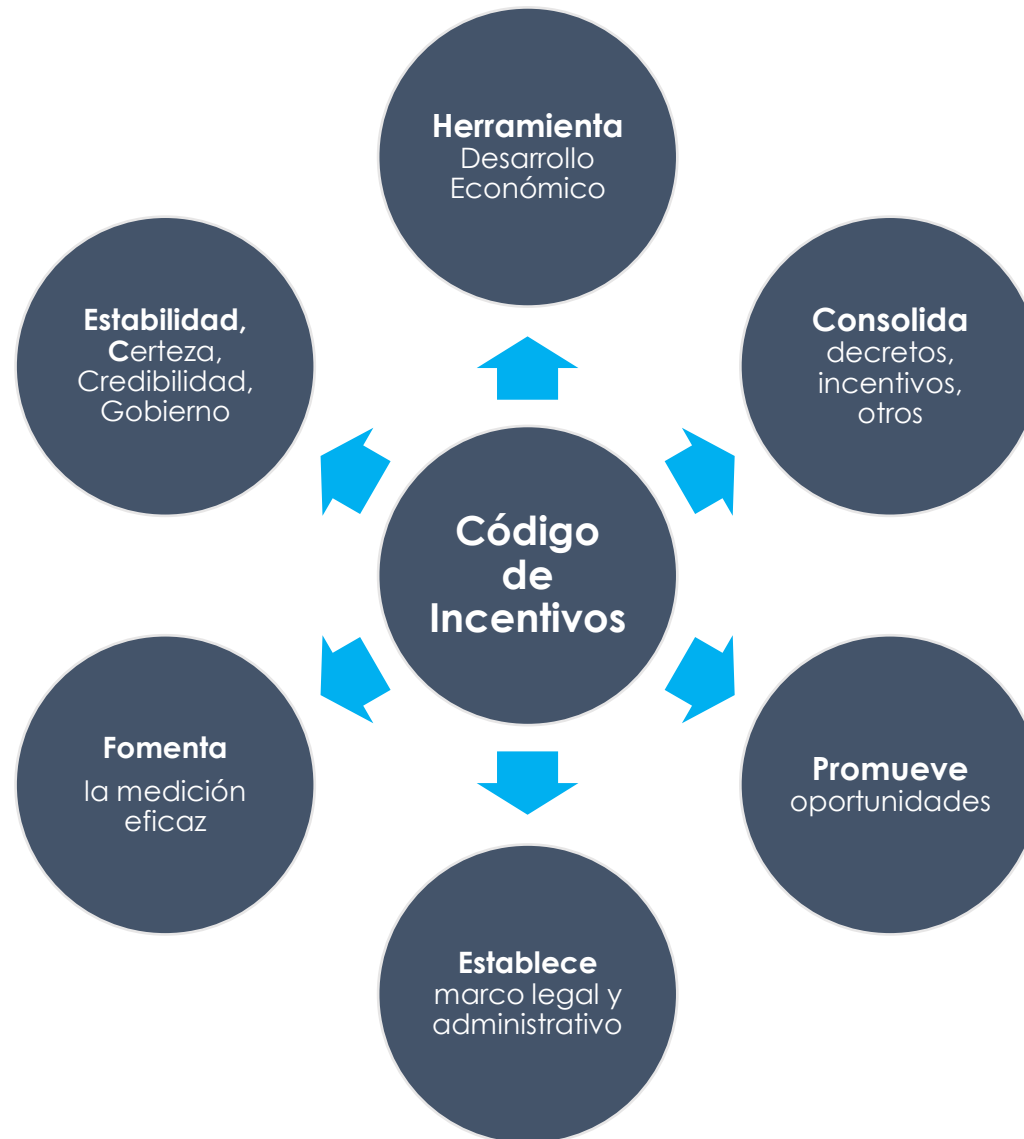 Herramienta
Desarrollo
Económico
Consolida
decretos,
incentivos,
otros
Promueve
oportunidades
Establece
marco legal y
administrativo
Fomenta
la medición
eficaz
Estabilidad,
Certeza,
Credibilidad,
Gobierno
Código
de
Incentivos